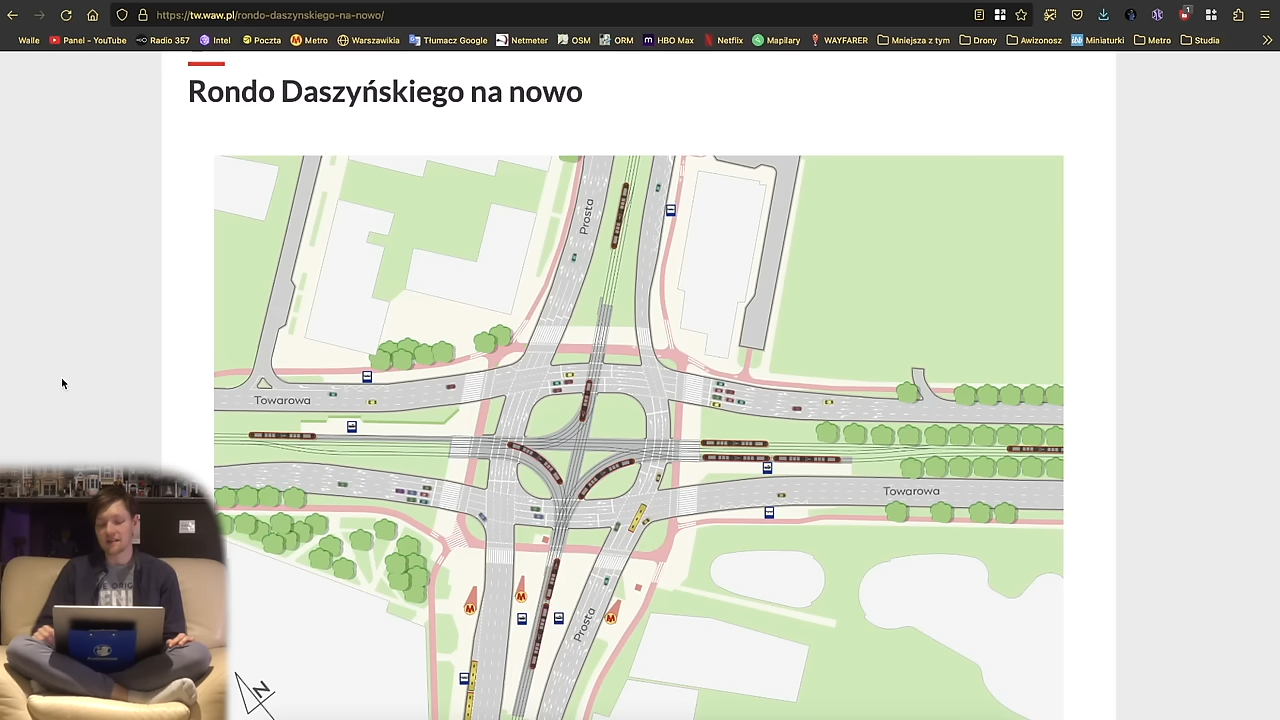 https://tw.waw.pl/rondo-daszynskiego-na-nowo/
1
Walle Panel - YouTube Radio 357 Intel Poczta Metro Warszawikia Tłumacz Google Netmeter OSM ORM HBO Max Netflix Mapilary WAYFARER Mniejsza z tym Drony Awizonosz Miniaturki Metro Studia
Rondo Daszyńskiego na nowo
Prosta
Towarowa
Towarowa
M
M
M
Prosta
N